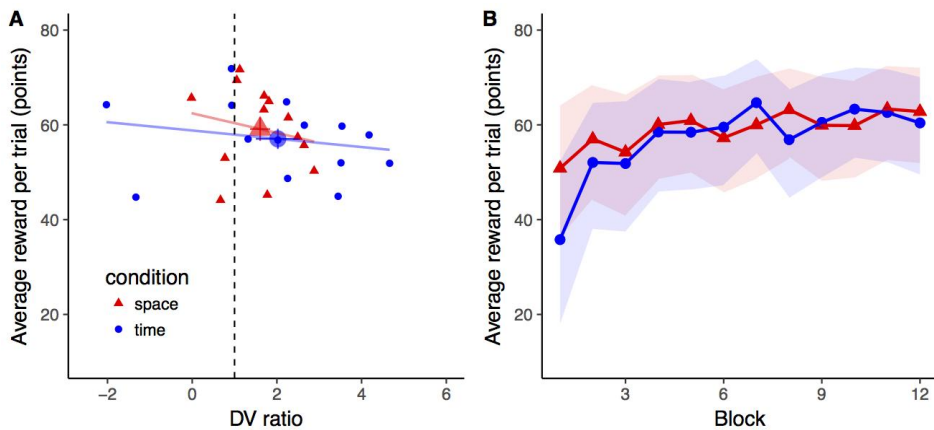 A
Average reward per trial (points)
80
60
40
20
condition
space
time
−2
0
2
4
6
DV ratio
B
Average reward per trial (points)
80
60
40
20
3
6
9
12
Block